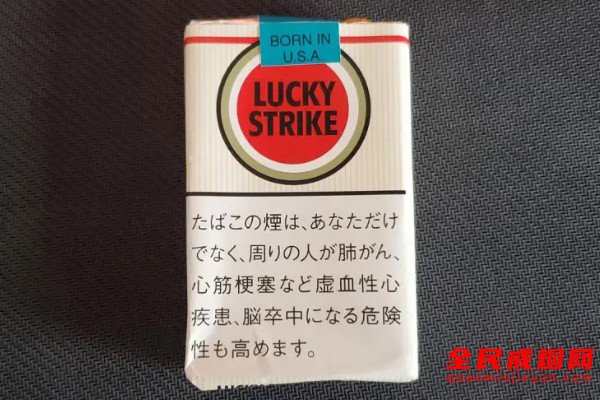 BORN IN
U.S.A
LUCKY
STRIKE
たばこの煙は、あなただけ
でなく、周りの人が肺がん、
心筋梗塞など虚血性心
疾患、脳卒中になる危険
性も高めます。
全民戒烟网